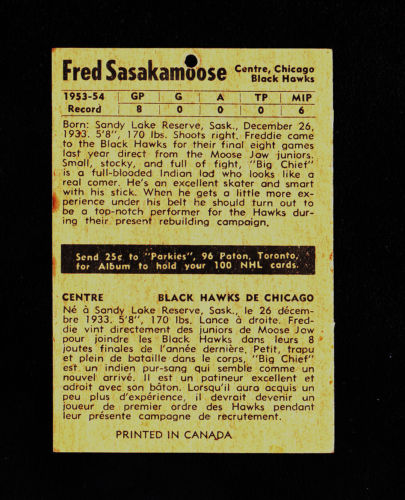 Fred Sasakamoose Centre, Chicago
Black Hawks
1953-54 GP G A TP MIP
Record 8 0 0 0 6
Born: Sandy Lake Reserve, Sask., December 26,
1933. 5'8", 170 lbs. Shoots right. Freddie came
to the Black Hawks for their final eight games
last year direct from the Moose Jaw juniors.
Small, stocky, and full of fight, "Big Chief"
is a full-blooded Indian lad who looks like a
real comer. He's an excellent skater and smart
with his stick. When he gets a little more ex-
perience under his belt he should turn out to
be a top-notch performer for the Hawks dur-
ing their present rebuilding campaign.
Send 25¢ to "Parkies", 96 Paton, Toronto,
for Album to hold your 100 NHL cards.
CENTRE BLACK HAWKS DE CHICAGO
Né à Sandy Lake Reserve, Sask., le 26 décem-
bre 1933. 5'8", 170 lbs. Lance à droite. Fred-
die vint directement des juniors de Moose Jaw
pour joindre les Black Hawks dans leurs 8
joutes finales de l'année dernière. Petit, trapu
et plein de bataille dans le corps, "Big Chief"
est un indien pur-sang qui semble comme un
nouvel arrivé. Il est un patineur excellent et
adroit avec son bâton. Lorsqu'il aura acquis un
peu plus d'expérience, il devrait devenir un
joueur de premier ordre des Hawks pendant
leur présente campagne de recrutement.
PRINTED IN CANADA